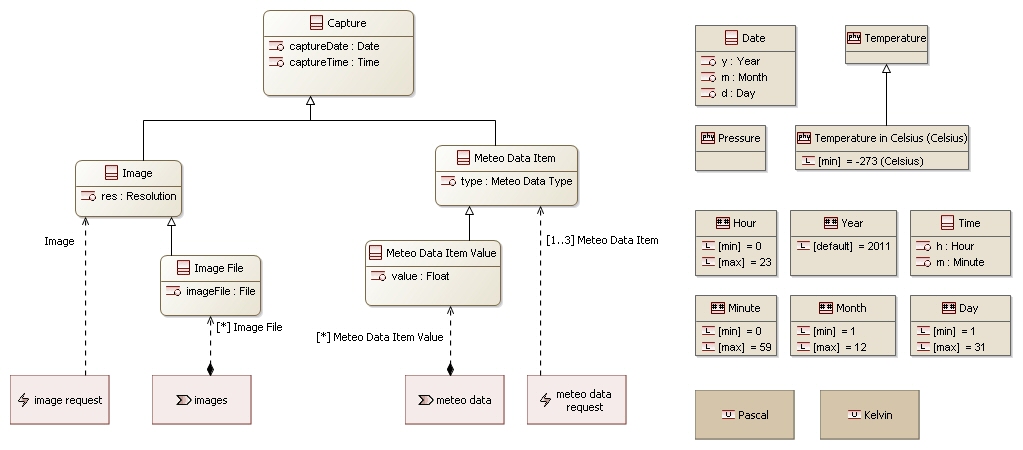 Capture
captureDate : Date
captureTime : Time
Image
res : Resolution
Meteo Data Item
type : Meteo Data Type
Image
[1..3] Meteo Data Item
Image File
imageFile : File
Meteo Data Item Value
value : Float
[*] Image File
[*] Meteo Data Item Value
image request
images
meteo data
meteo data
request
Date
y : Year
m : Month
d : Day
phy Temperature
phy Pressure
phy Temperature in Celsius (Celsius)
L [min] = -273 (Celsius)
## Hour
L [min] = 0
L [max] = 23
## Year
L [default] = 2011
Time
h : Hour
m : Minute
## Minute
L [min] = 0
L [max] = 59
## Month
L [min] = 1
L [max] = 12
## Day
L [min] = 1
L [max] = 31
U Pascal
U Kelvin